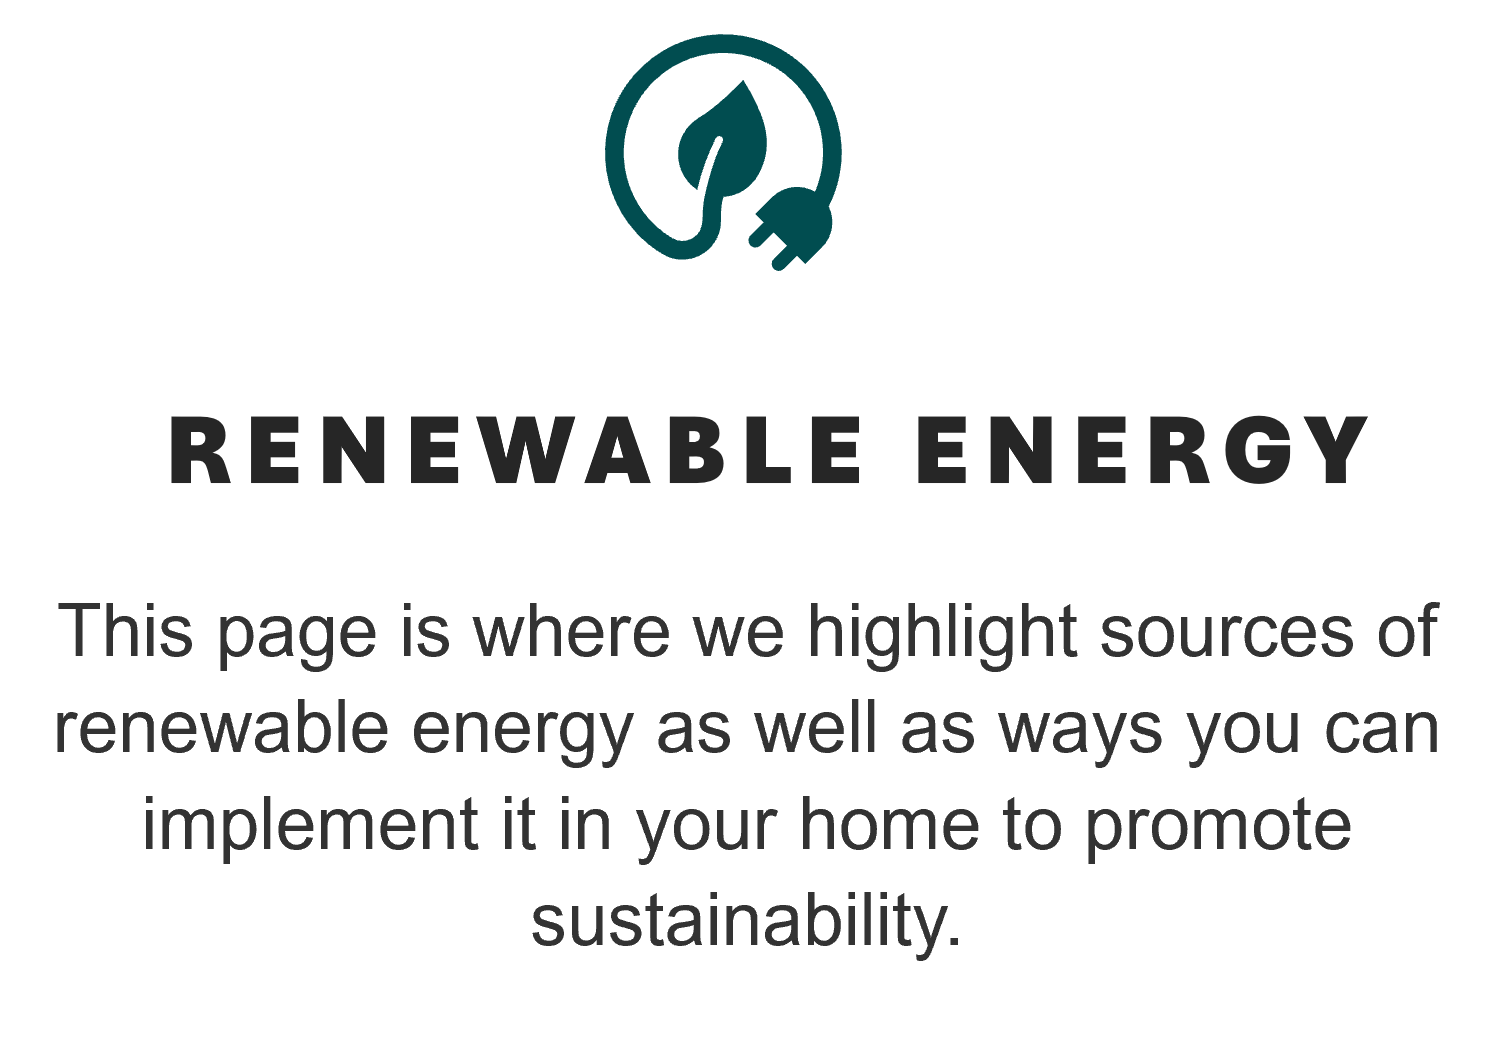 RENEWABLE ENERGY
This page is where we highlight sources of
renewable energy as well as ways you can
implement it in your home to promote
sustainability.